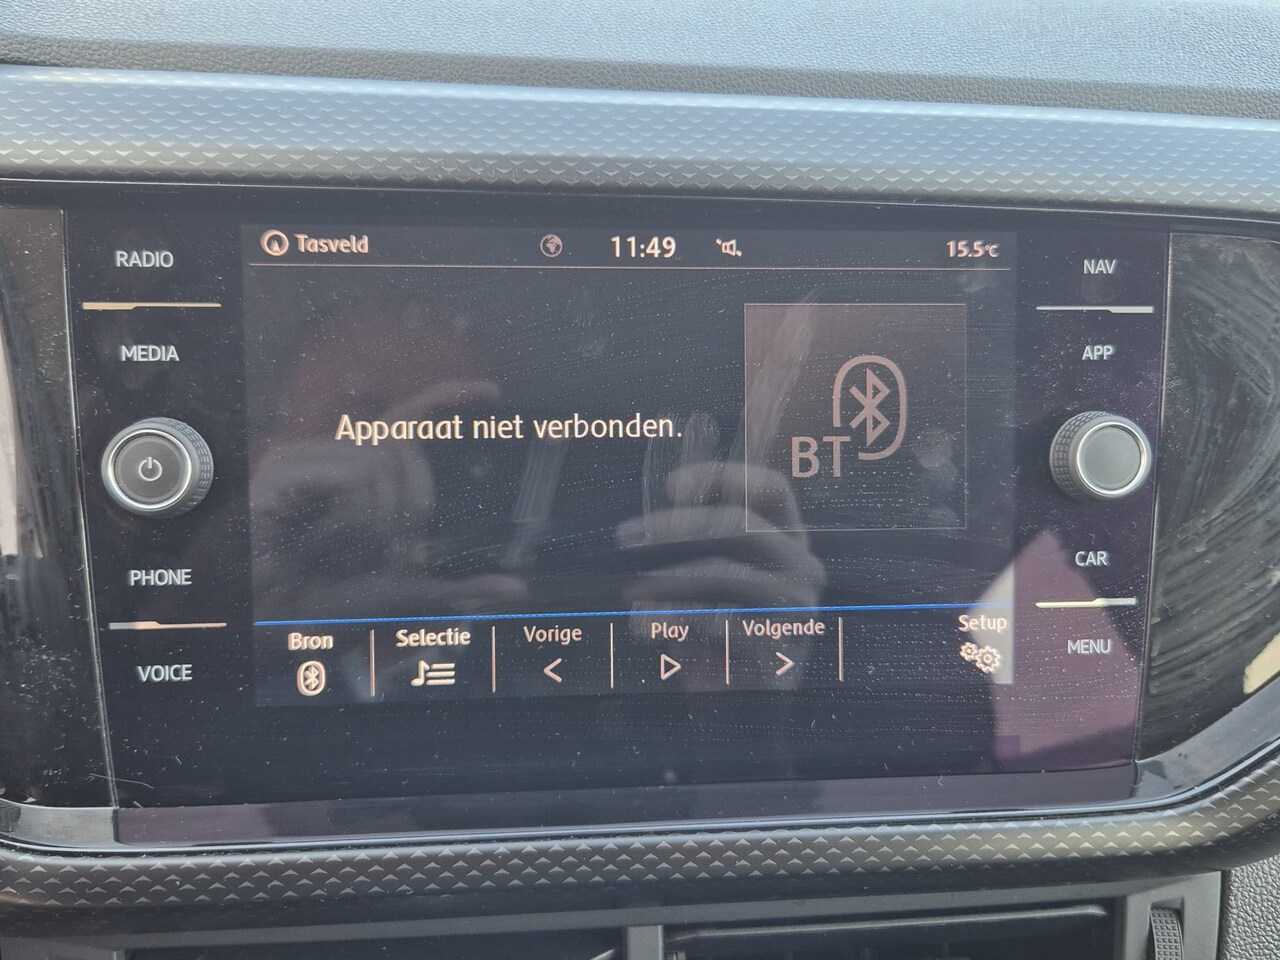 RADIO
MEDIA
PHONE
VOICE
Tasveld
11:49
15.5°C
Apparaat niet verbonden.
BT
Bron
Selectie
Vorige
Play
Volgende
Setup
NAV
APP
CAR
MENU